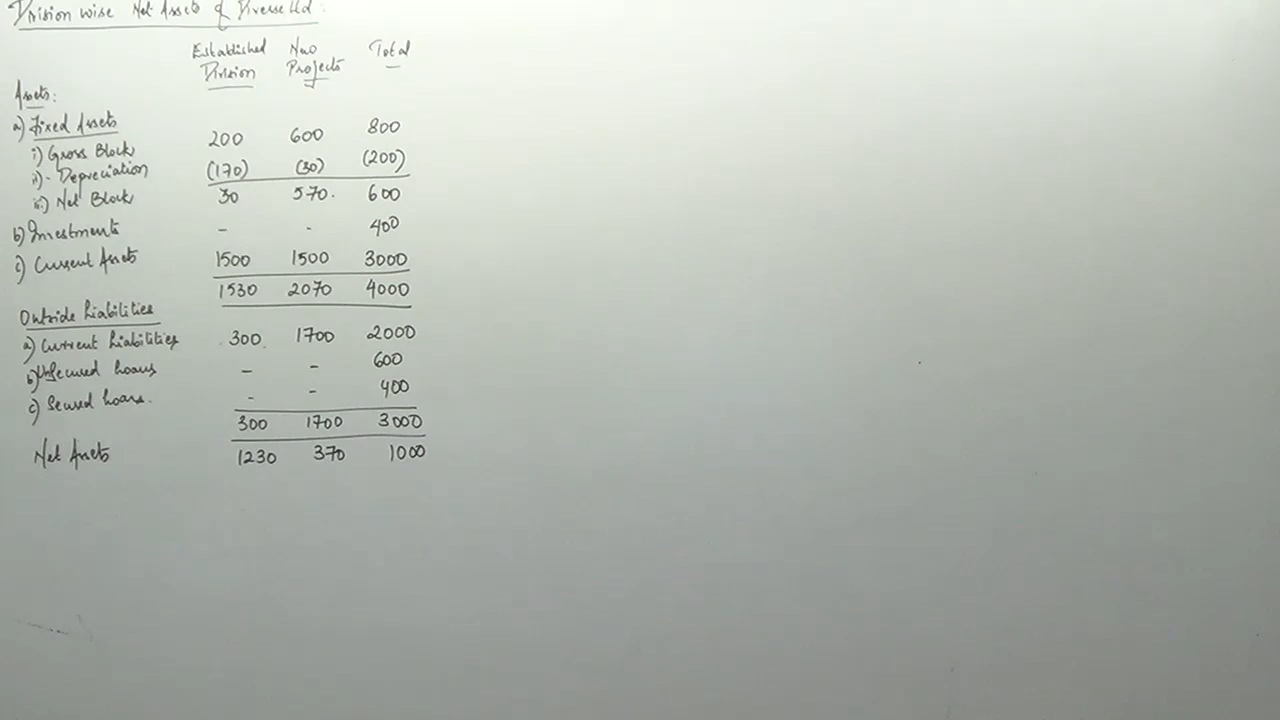 Division wise Net Assets of Diverse Ltd:
Established Division New Projects Total
Assets:
a) Fixed Assets
i) Gross Block 200 600 800
ii) - Depreciation (170) (30) (200)
iii) Net Block 30 570. 600
b) Investments - - 400
c) Current Assets 1500 1500 3000
1530 2070 4000
Outside Liabilities
a) Current Liabilities 300 1700 2000
b) UnSecured Loans - - 600
c) Secured Loans. - - 400
300 1700 3000
Net Assets 1230 370 1000